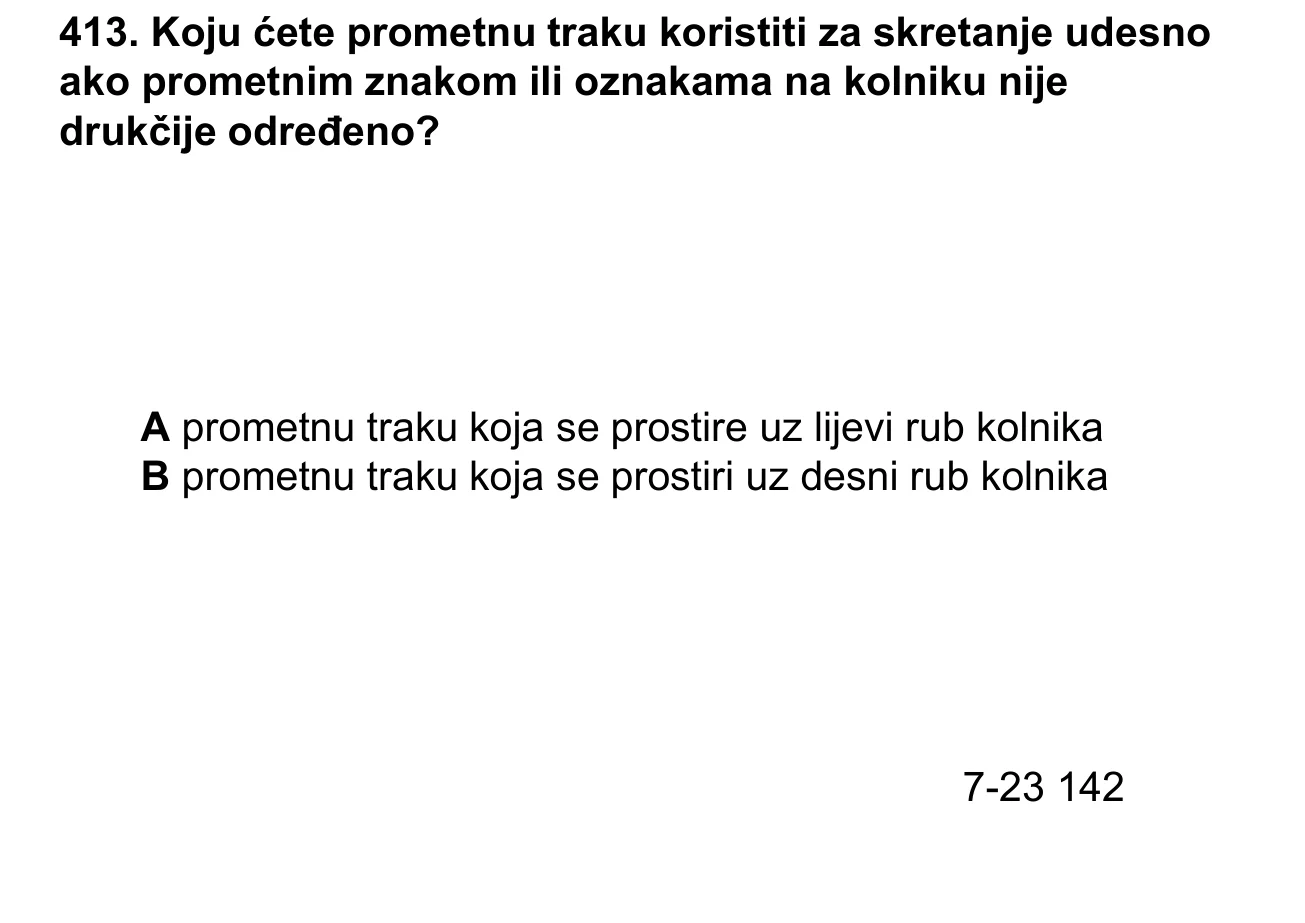 413. Koju ćete prometnu traku koristiti za skretanje udesno
ako prometnim znakom ili oznakama na kolniku nije
drukčije određeno?
A prometnu traku koja se prostire uz lijevi rub kolnika
B prometnu traku koja se prostiri uz desni rub kolnika
7-23 142